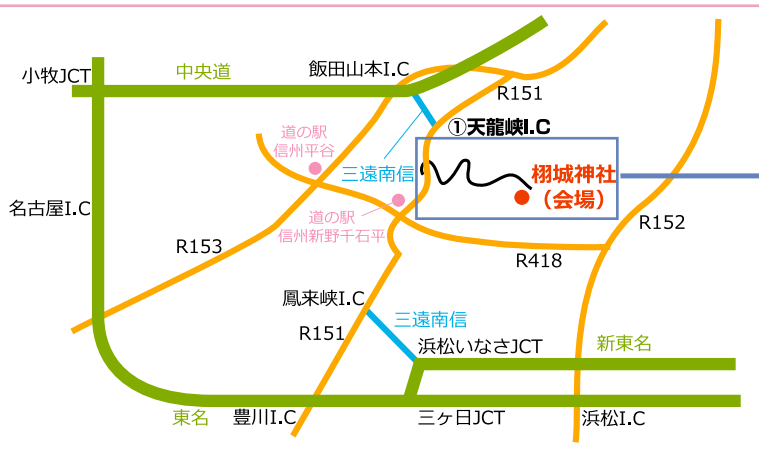 小牧JCT
中央道
飯田山本I.C
R151
①天龍峡I.C
道の駅
信州平谷
三遠南信
栩城神社
(会場)
名古屋I.C
道の駅
信州新野千石平
R152
R153
R418
鳳来峡I.C
三遠南信
R151
浜松いなさJCT
新東名
東名
豊川I.C
三ヶ日JCT
浜松I.C